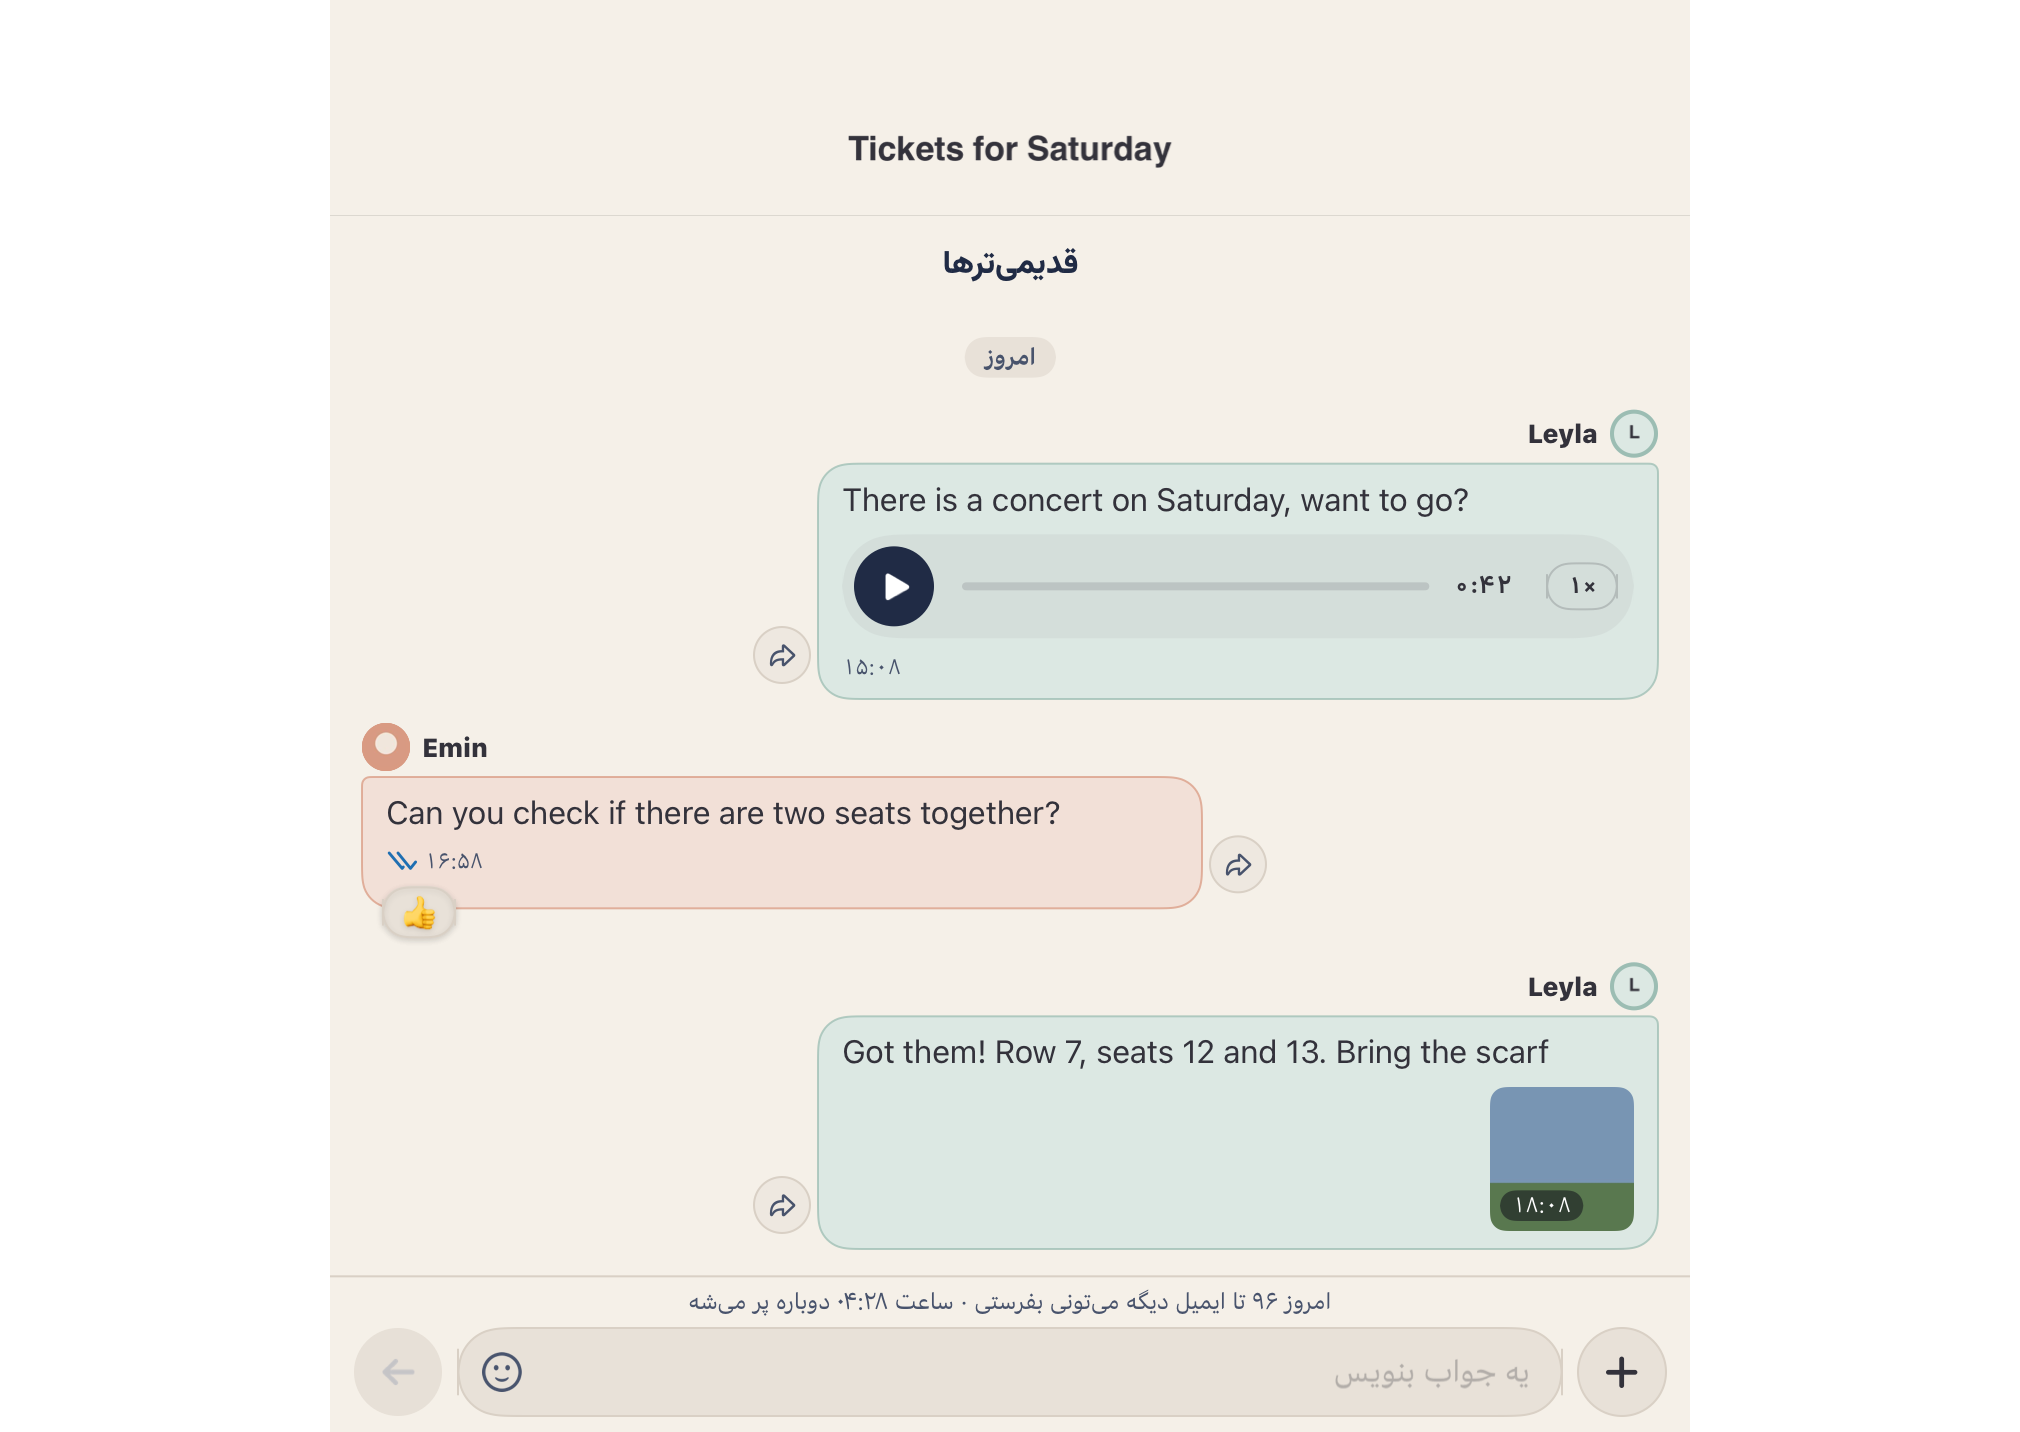 Tickets for Saturday
قدیمی‌ترها
امروز
Leyla L
There is a concert on Saturday, want to go?
۰:۴۲ ۱×
۱۵:۰۸
Emin
Can you check if there are two seats together?
۱۶:۵۸
👍
Leyla L
Got them! Row 7, seats 12 and 13. Bring the scarf
۱۸:۰۸
امروز ۹۶ تا ایمیل دیگه می‌تونی بفرستی · ساعت ۰۴:۲۸ دوباره پر می‌شه
یه جواب بنویس